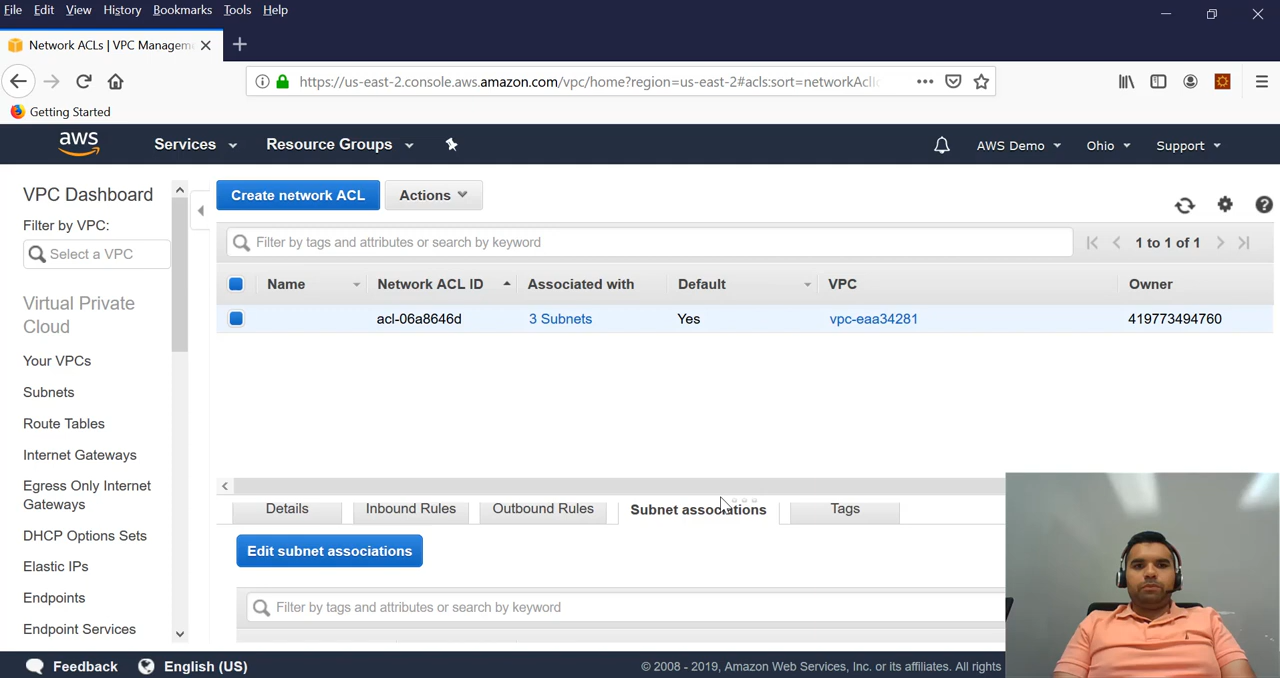 File Edit View History Bookmarks Tools Help
Network ACLs | VPC Managem
https://us-east-2.console.aws.amazon.com/vpc/home?region=us-east-2#acls:sort=networkAcl
Getting Started
aws Services Resource Groups AWS Demo Ohio Support
VPC Dashboard
Filter by VPC:
Select a VPC
Virtual Private
Cloud
Your VPCs
Subnets
Route Tables
Internet Gateways
Egress Only Internet
Gateways
DHCP Options Sets
Elastic IPs
Endpoints
Endpoint Services
Create network ACL Actions
Filter by tags and attributes or search by keyword 1 to 1 of 1
Name Network ACL ID Associated with Default VPC Owner
acl-06a8646d 3 Subnets Yes vpc-eaa34281 419773494760
Details Inbound Rules Outbound Rules Subnet associations Tags
Edit subnet associations
Filter by tags and attributes or search by keyword
Feedback English (US) © 2008 - 2019, Amazon Web Services, Inc. or its affiliates. All rights